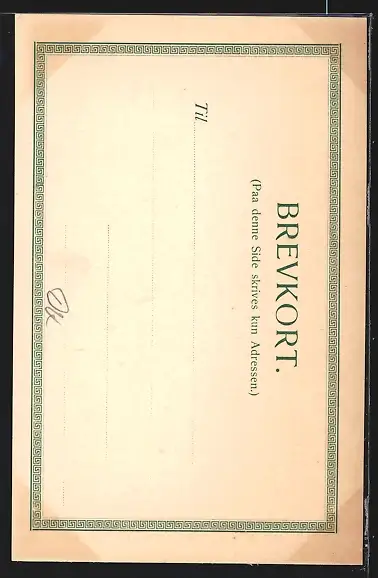 BREVKORT.
(Paa denne Side skrives kun Adressen.)
Til